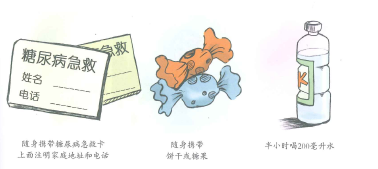 糖尿病急救
急救
姓名
电话
随身携带糖尿病急救卡
上面注明家庭地址和电话
随身携带
饼干或糖果
半小时喝200毫升水